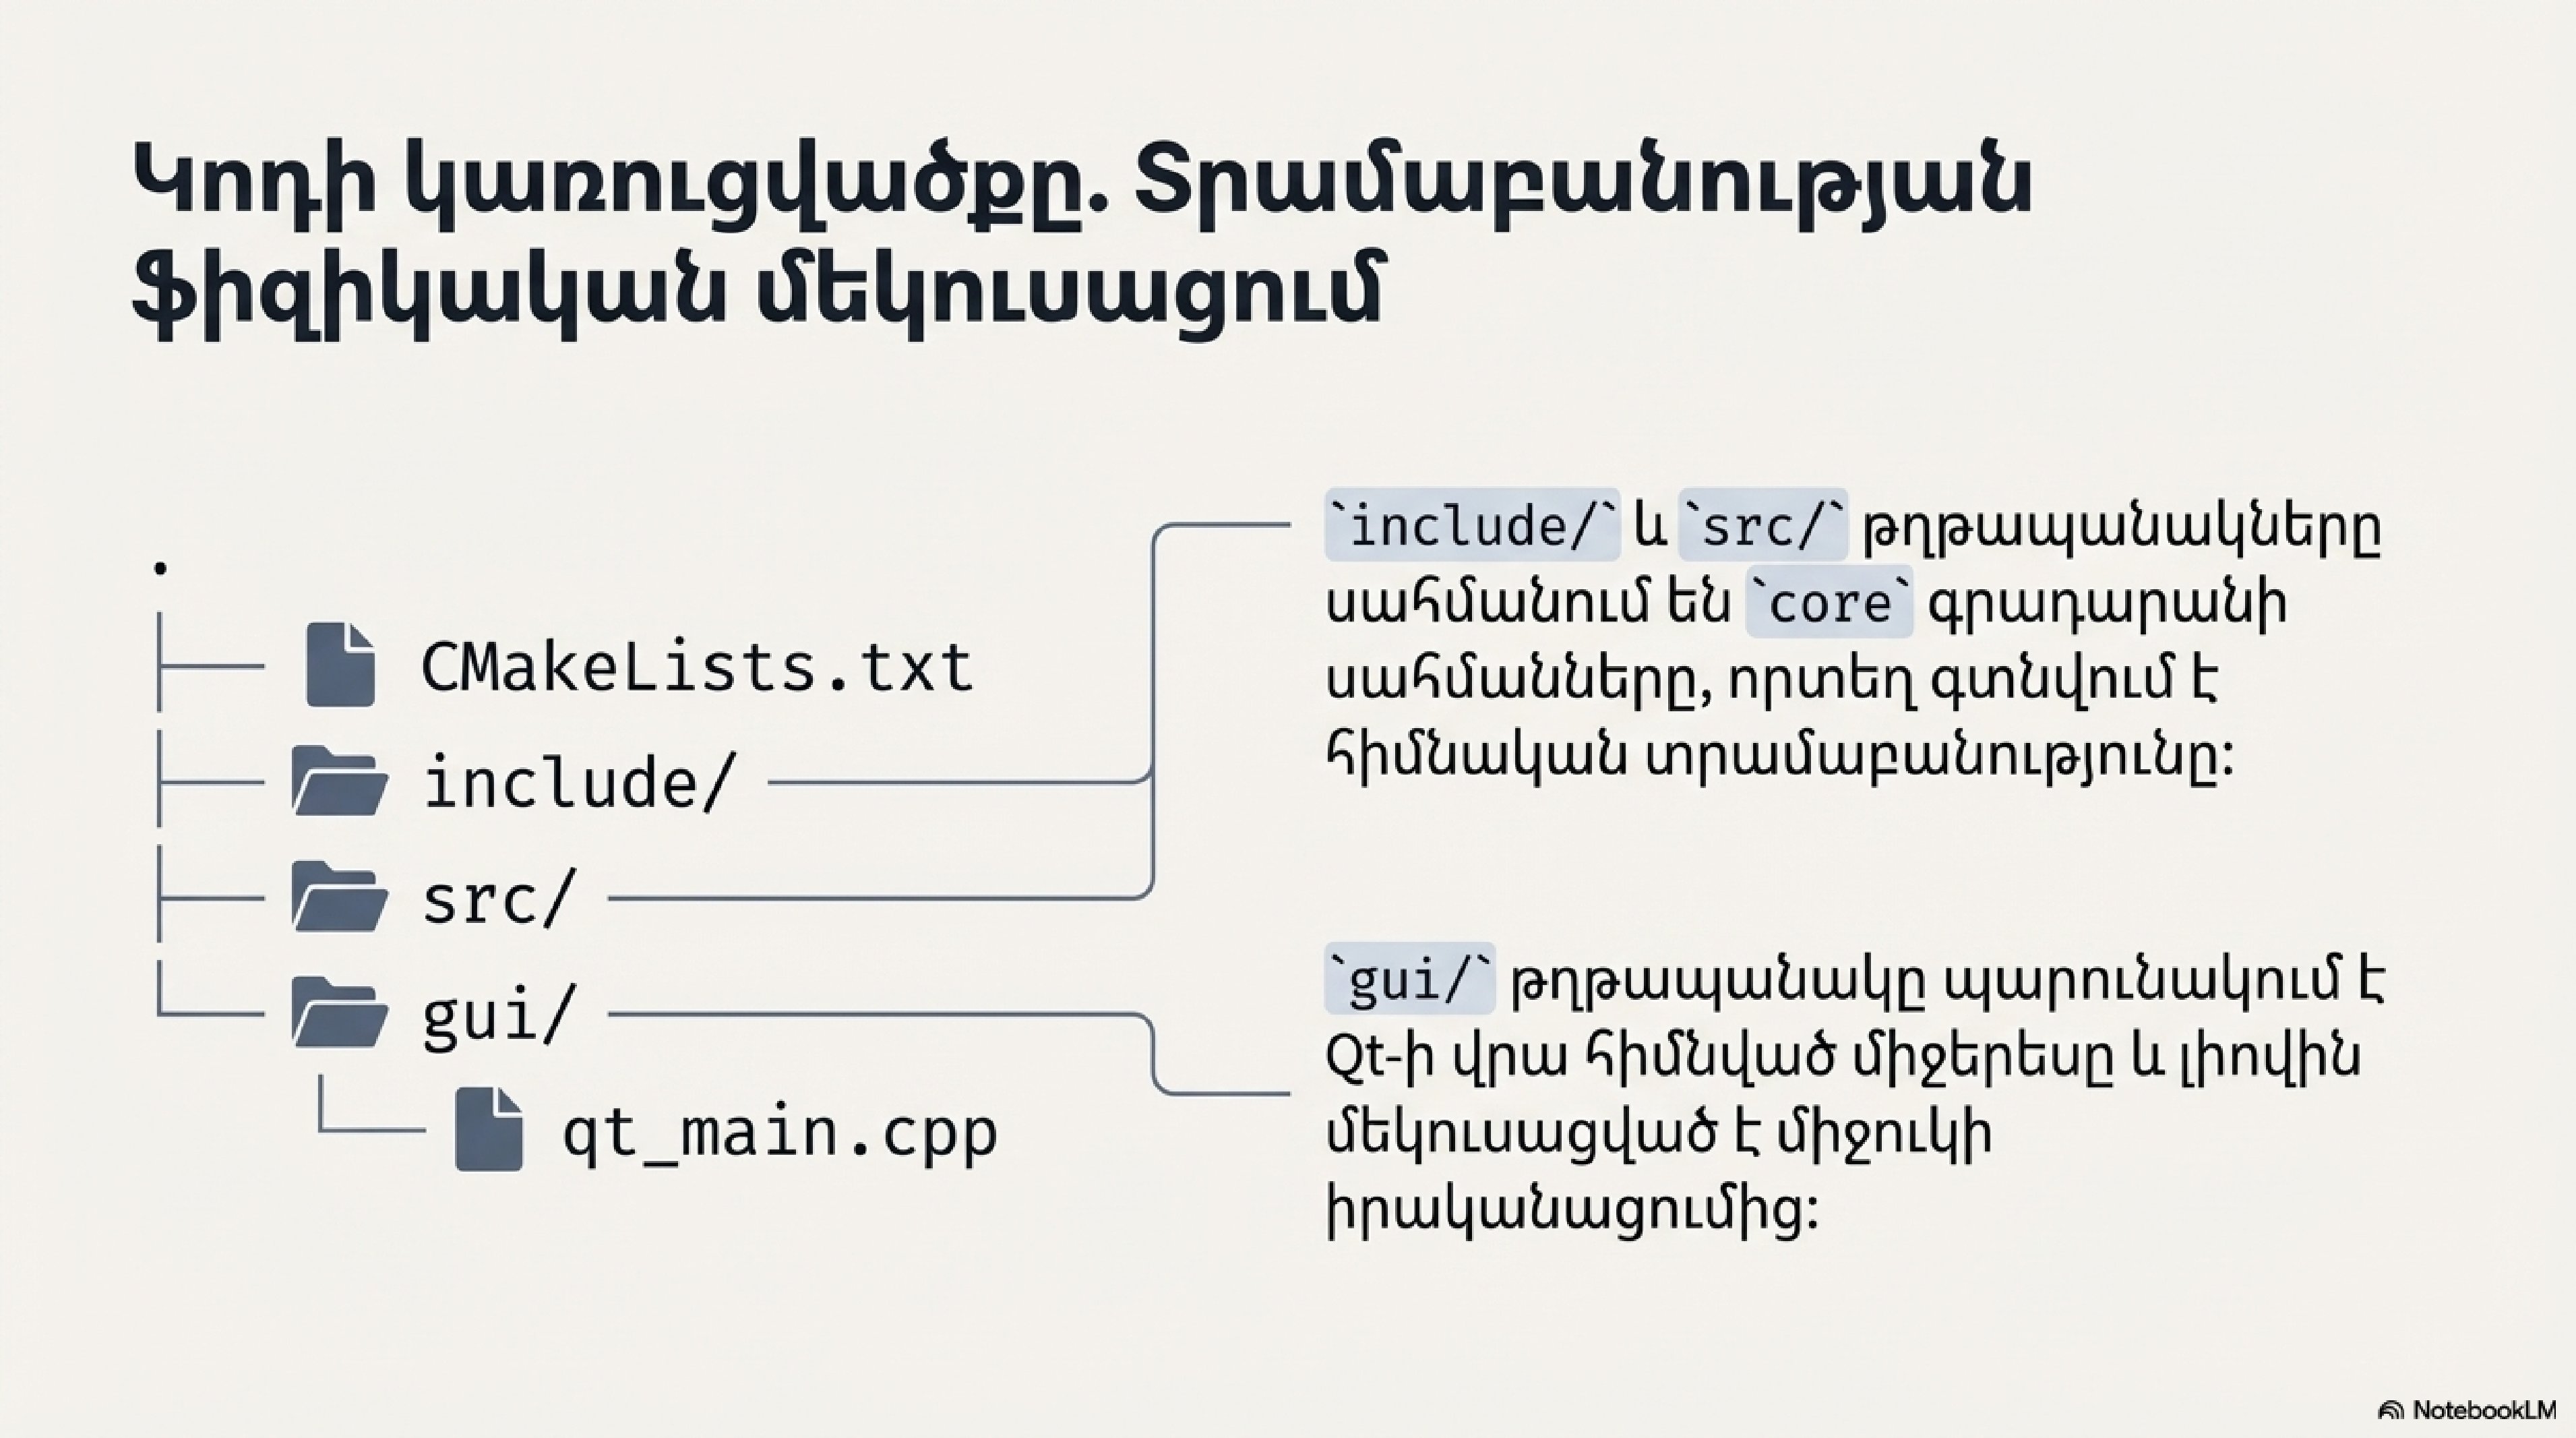 Կոդի կառուցվածքը. Տրամաբանության
ֆիզիկական մեկուսացում
.
CMakeLists.txt
include/
src/
gui/
qt_main.cpp
`include/` և `src/` թղթապանակները
սահմանում են `core` գրադարանի
սահմանները, որտեղ գտնվում է
հիմնական տրամաբանությունը:
`gui/` թղթապանակը պարունակում է
Qt-ի վրա հիմնված միջերեսը և լիովին
մեկուսացված է միջուկի
իրականացումից:
NotebookLM